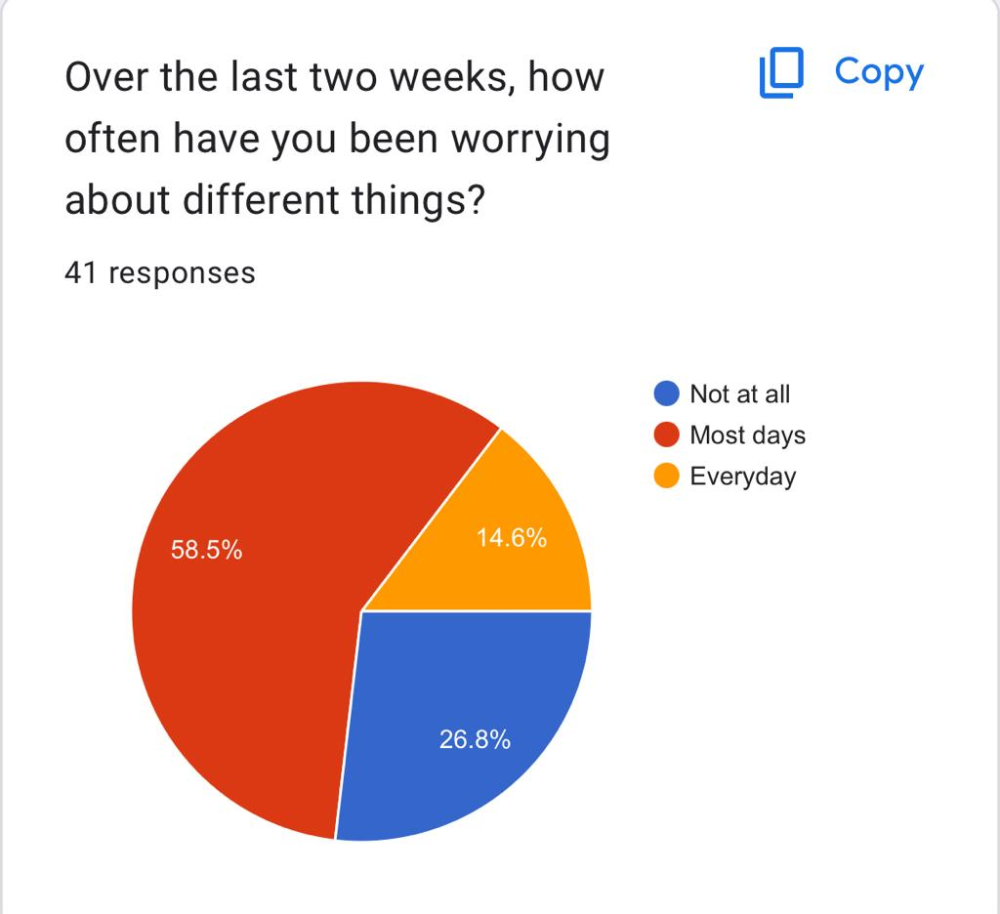 Over the last two weeks, how
often have you been worrying
about different things?
Copy
41 responses
Not at all
Most days
Everyday
58.5%
14.6%
26.8%